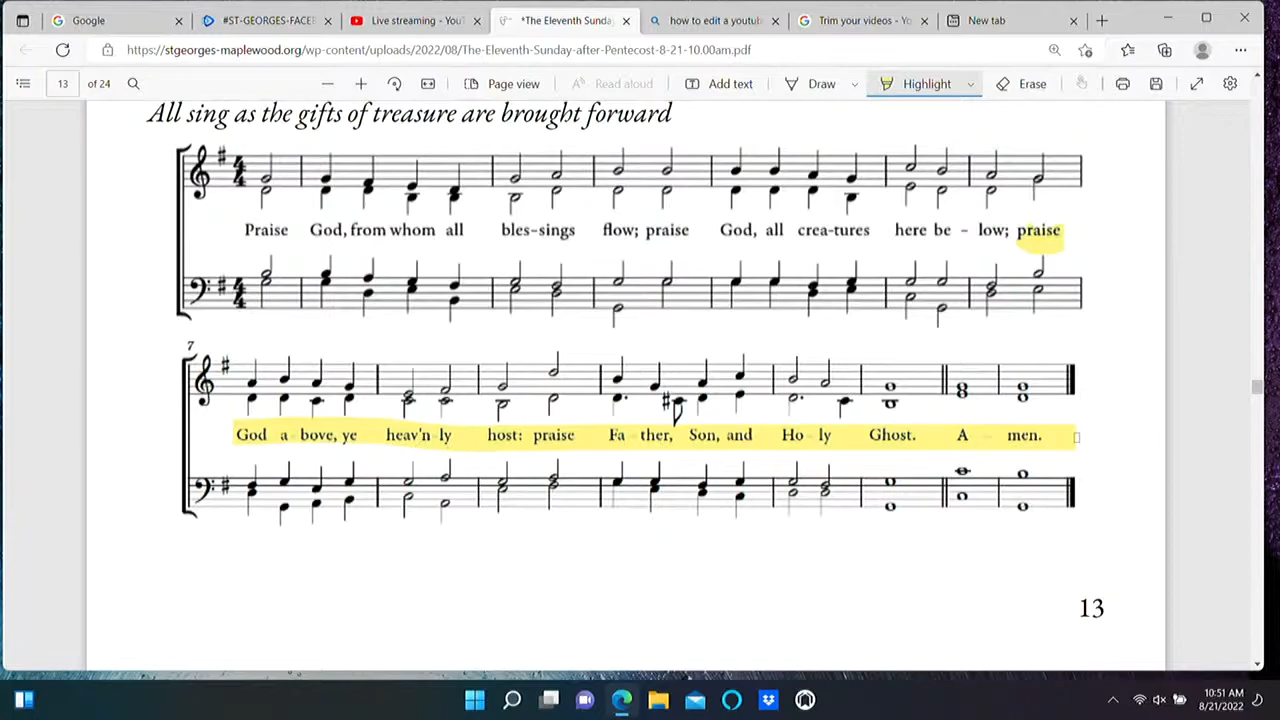 Google
#ST-GEORGES-FACEB
Live streaming - YouT
*The Eleventh Sunda
how to edit a youtub
Trim your videos - Yo
New tab
https://stgeorges-maplewood.org/wp-content/uploads/2022/08/The-Eleventh-Sunday-after-Pentecost-8-21-10.00am.pdf
13 of 24 Page view Read aloud Add text Draw Highlight Erase
All sing as the gifts of treasure are brought forward
Praise God, from whom all bles-sings flow; praise God, all crea-tures here be - low; praise
7
God a bove, ye heav'n ly host: praise Fa ther, Son, and Ho ly Ghost. A men.
13
10:51 AM
8/21/2022